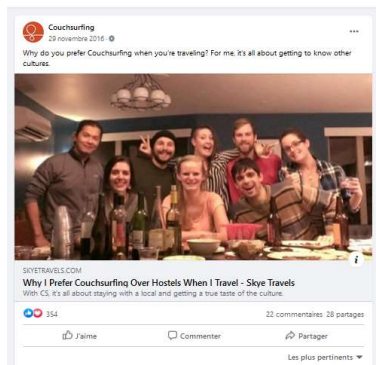 Couchsurfing
29 novembre 2016 ·
Why do you prefer Couchsurfing when you're traveling? For me, it's all about getting to know other
cultures.
i
SKYETRAVELS.COM
Why I Prefer Couchsurfing Over Hostels When I Travel - Skye Travels
With CS, it's all about staying with a local and getting a true taste of the culture.
354
22 commentaires 28 partages
J'aime
Commenter
Partager
Les plus pertinents